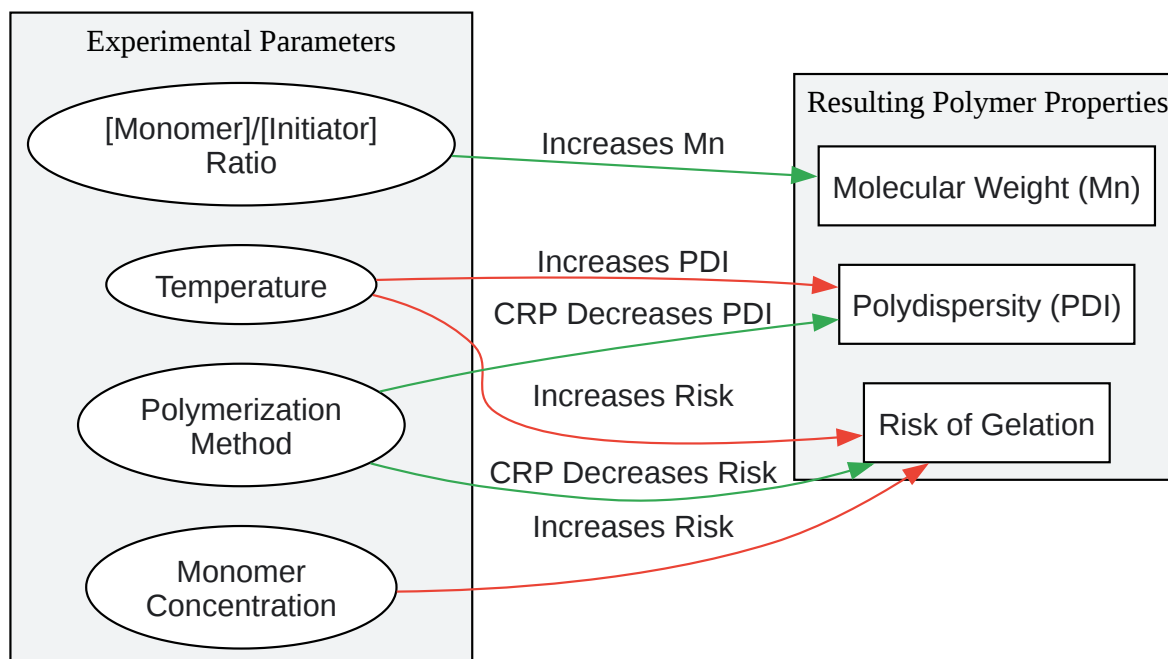 Experimental Parameters
[Monomer]/[Initiator]
Ratio
Temperature
Polymerization
Method
Monomer
Concentration
Increases Mn
Increases PDI
CRP Decreases PDI
Increases Risk
CRP Decreases Risk
Increases Risk
Resulting Polymer Properties
Molecular Weight (Mn)
Polydispersity (PDI)
Risk of Gelation